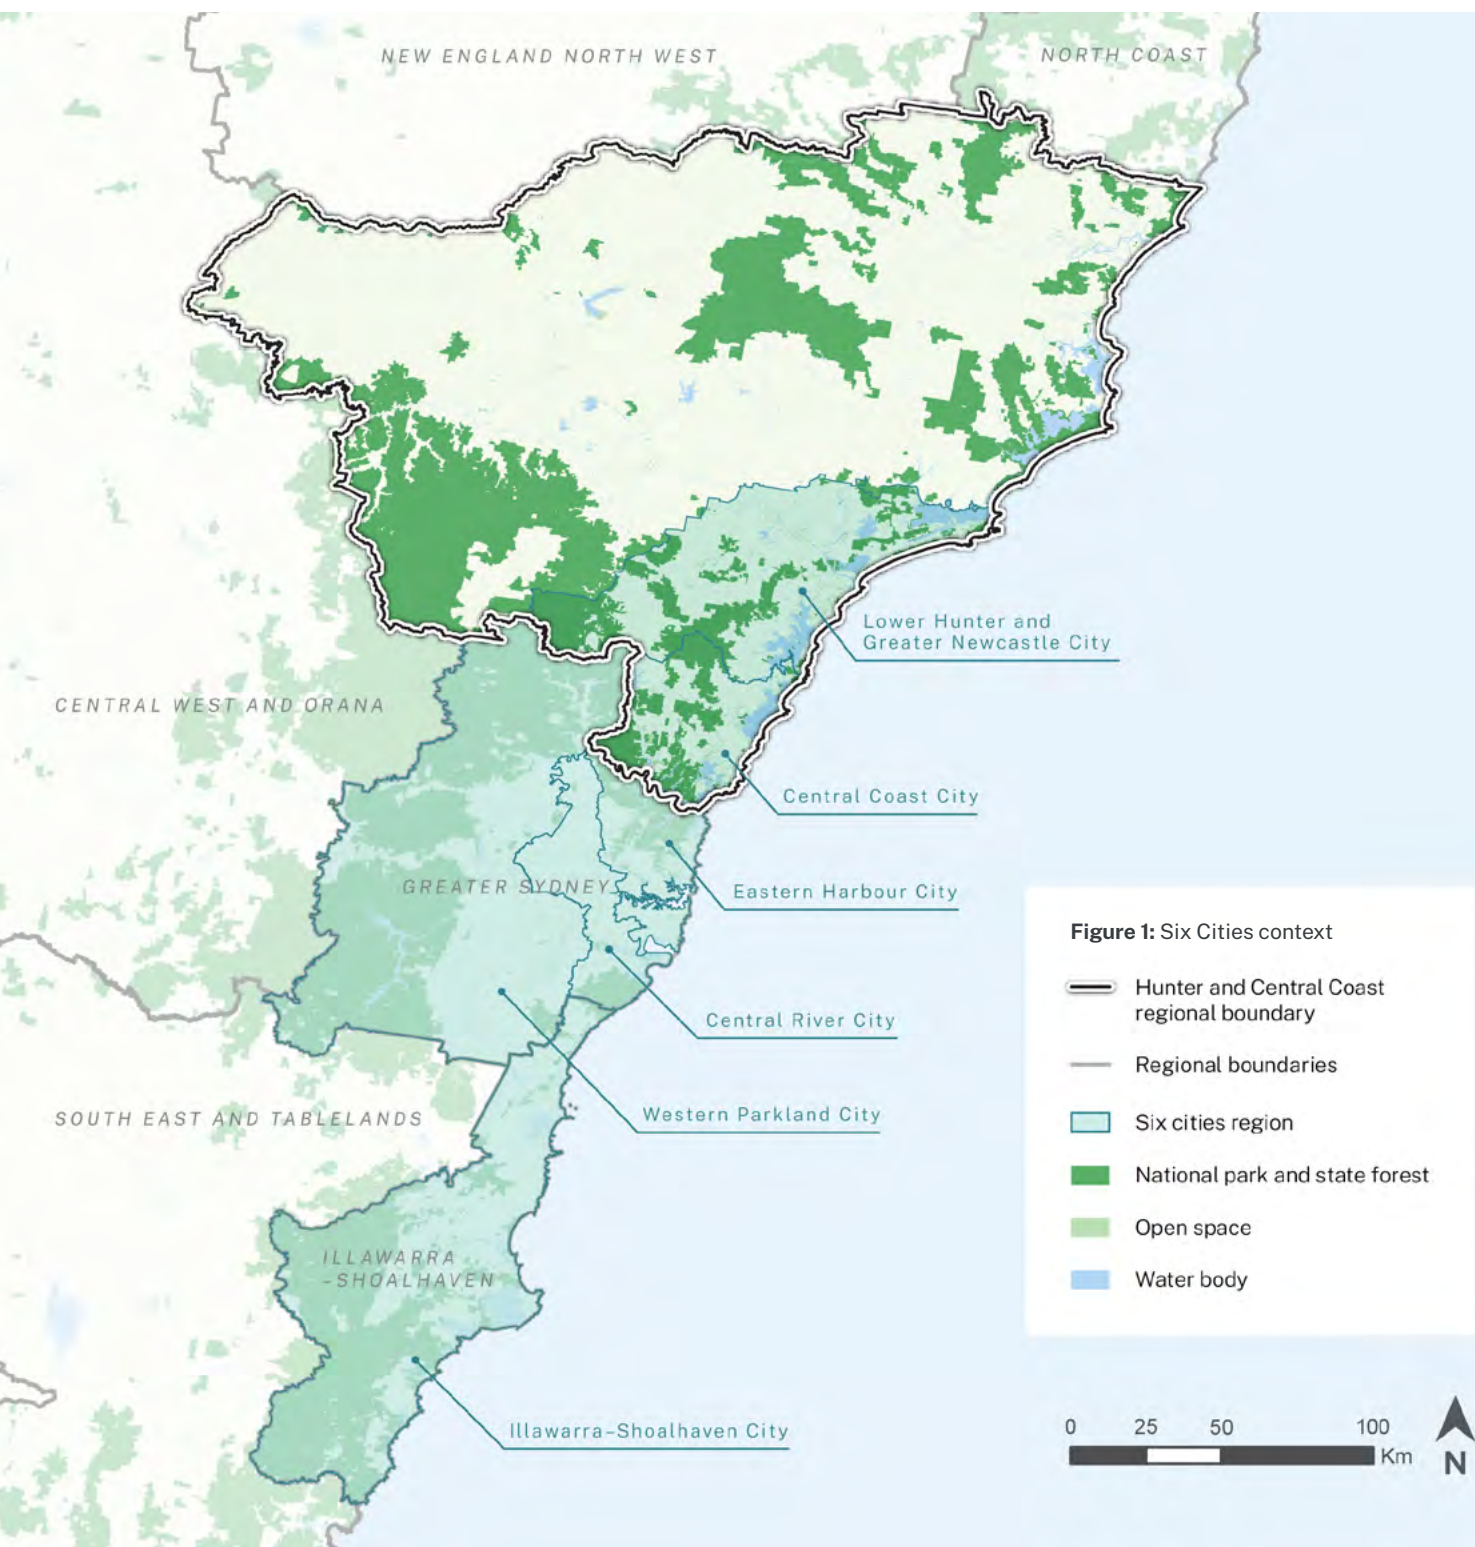 NEW ENGLAND NORTH WEST
NORTH COAST
Lower Hunter and
Greater Newcastle City
CENTRAL WEST AND ORANA
Central Coast City
GREATER SYDNEY
Eastern Harbour City
Central River City
Western Parkland City
SOUTH EAST AND TABLELANDS
ILLAWARRA
–SHOALHAVEN
Illawarra–Shoalhaven City
Figure 1: Six Cities context
Hunter and Central Coast
regional boundary
Regional boundaries
Six cities region
National park and state forest
Open space
Water body
0 25 50 100
Km
N